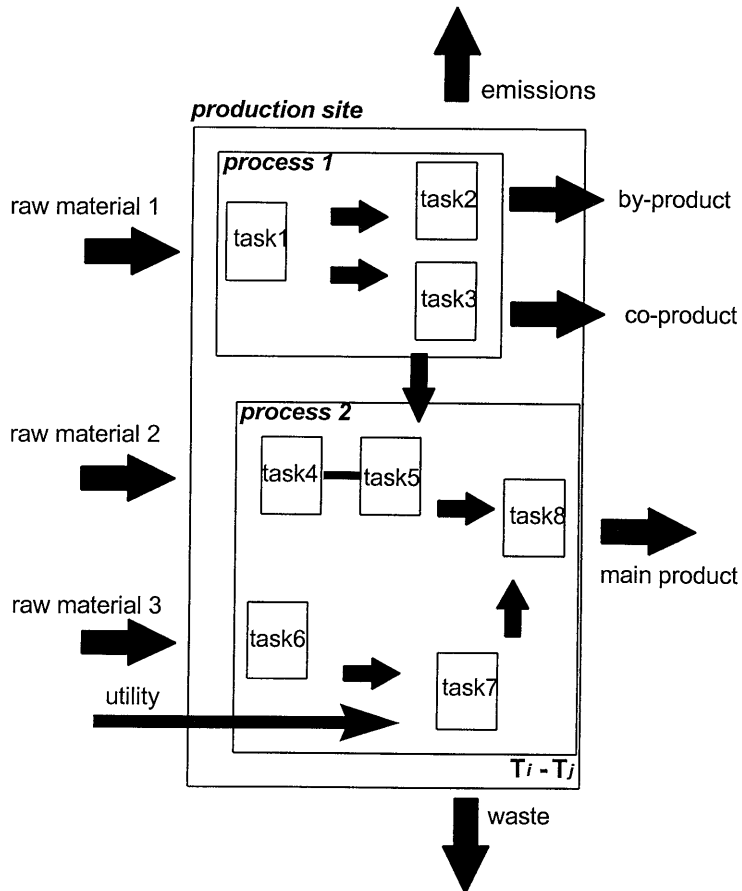 emissions
production site
process 1
raw material 1
task1
task2
by-product
task3
co-product
process 2
raw material 2
task4
task5
task8
main product
raw material 3
task6
task7
utility
Ti - Tj
waste